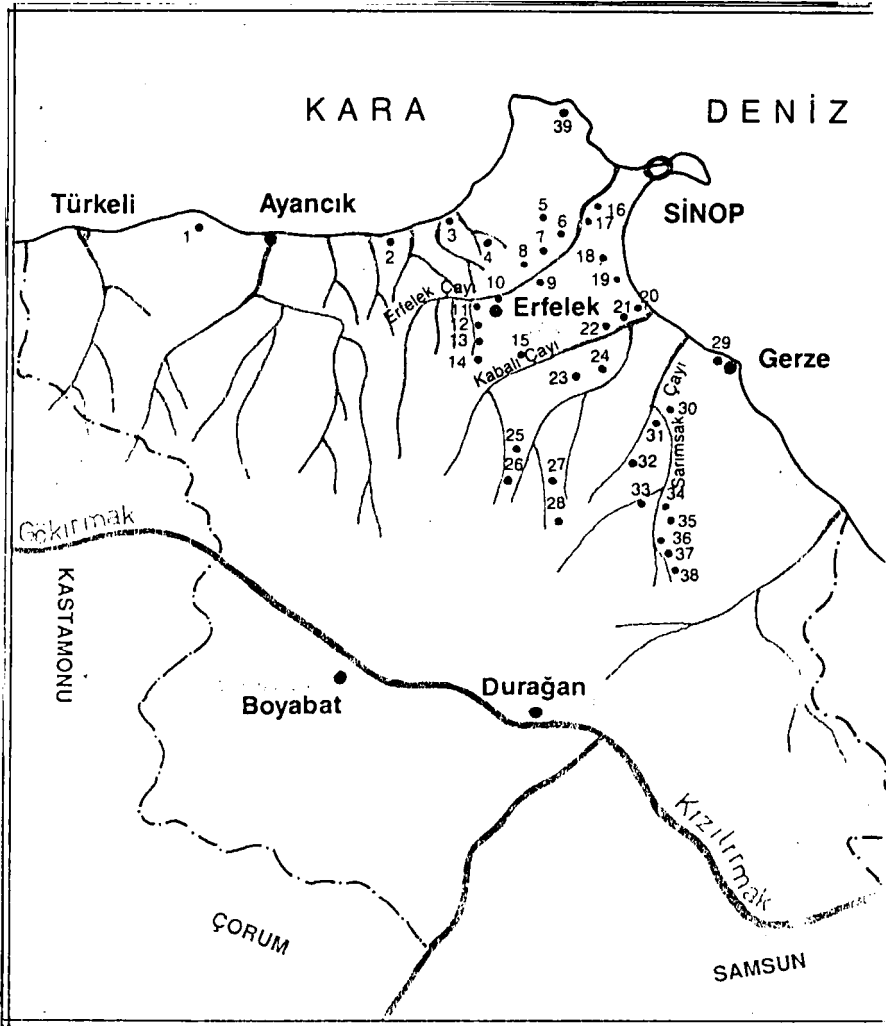 KARA DENİZ
39
Türkeli
Ayancık
SİNOP
1
2
3
4
5
6
7
8
9
10
16
17
18
19
20
21
22
Erfelek Çayı
Erfelek
11
12
13
14
15
Kabalı Çayı
23
24
29
Gerze
25
26
27
28
Sarımsak Çayı
30
31
32
33
34
35
36
37
38
Gökırmak
KASTAMONU
Boyabat
Durağan
Kızılırmak
ÇORUM
SAMSUN